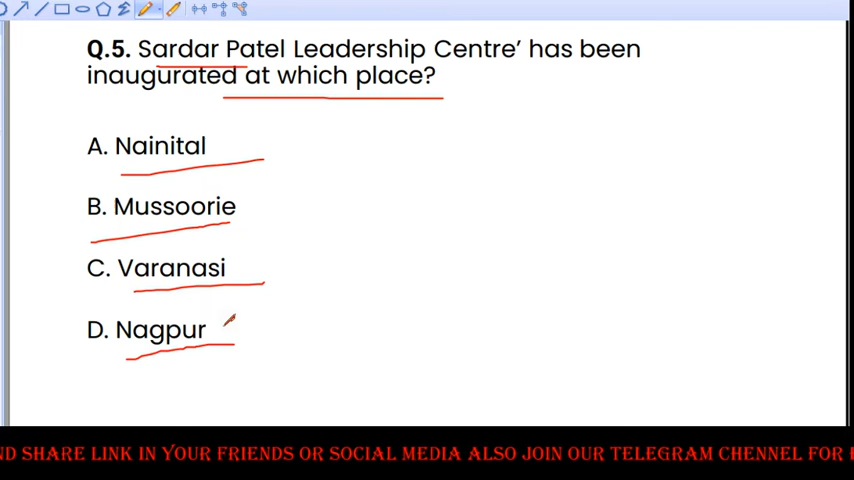 Q.5. Sardar Patel Leadership Centre’ has been
inaugurated at which place?
A. Nainital
B. Mussoorie
C. Varanasi
D. Nagpur
ND SHARE LINK IN YOUR FRIENDS OR SOCIAL MEDIA ALSO JOIN OUR TELEGRAM CHENNEL FOR